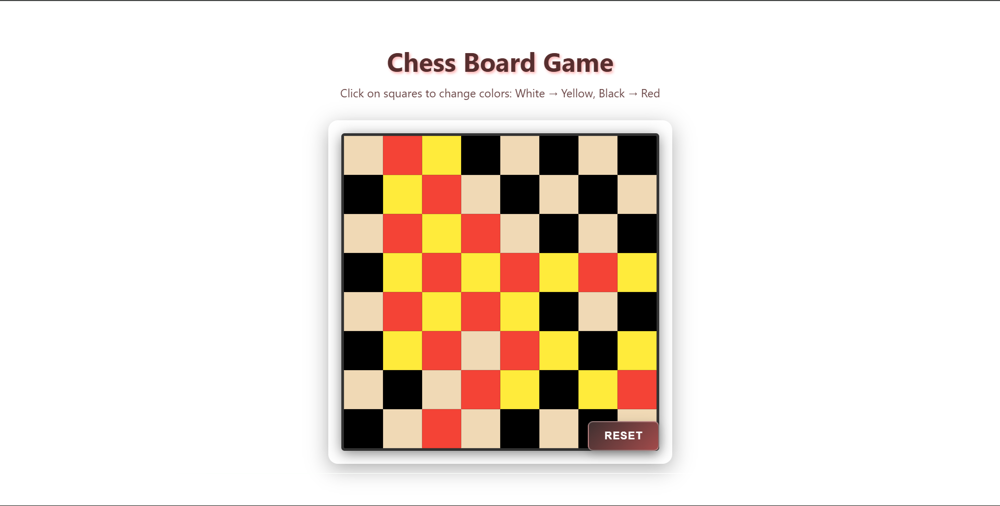 Chess Board Game
Click on squares to change colors: White → Yellow, Black → Red
RESET